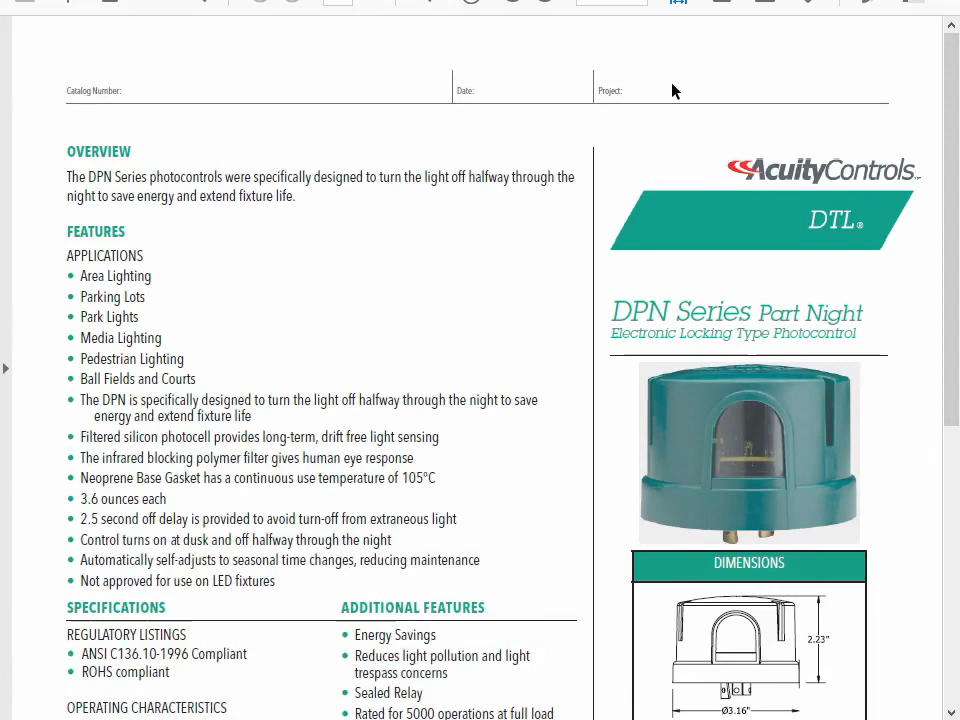 Catalog Number:
Date:
Project:
OVERVIEW
The DPN Series photocontrols were specifically designed to turn the light off halfway through the
night to save energy and extend fixture life.
FEATURES
APPLICATIONS
• Area Lighting
• Parking Lots
• Park Lights
• Media Lighting
• Pedestrian Lighting
• Ball Fields and Courts
• The DPN is specifically designed to turn the light off halfway through the night to save
energy and extend fixture life
• Filtered silicon photocell provides long-term, drift free light sensing
• The infrared blocking polymer filter gives human eye response
• Neoprene Base Gasket has a continuous use temperature of 105°C
• 3.6 ounces each
• 2.5 second off delay is provided to avoid turn-off from extraneous light
• Control turns on at dusk and off halfway through the night
• Automatically self-adjusts to seasonal time changes, reducing maintenance
• Not approved for use on LED fixtures
SPECIFICATIONS
REGULATORY LISTINGS
• ANSI C136.10-1996 Compliant
• ROHS compliant
OPERATING CHARACTERISTICS
ADDITIONAL FEATURES
• Energy Savings
• Reduces light pollution and light
trespass concerns
• Sealed Relay
• Rated for 5000 operations at full load
AcuityControls™
DTL®
DPN Series Part Night
Electronic Locking Type Photocontrol
DIMENSIONS
2.23"
Ø3.16"